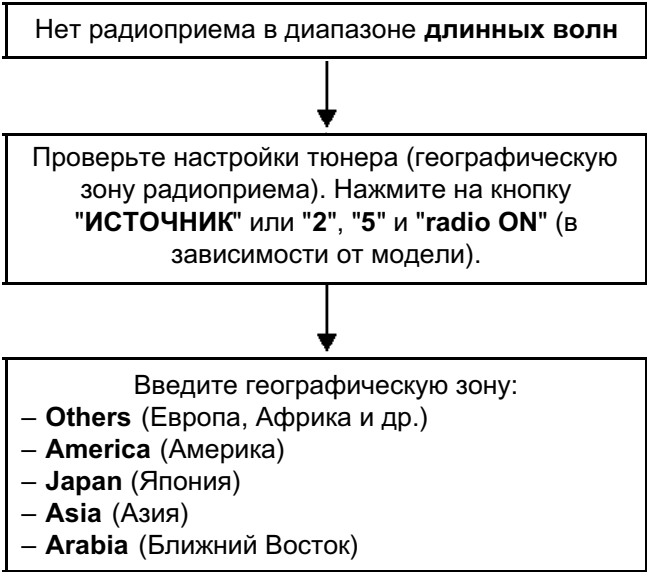 Нет радиоприема в диапазоне длинных волн
Проверьте настройки тюнера (географическую
зону радиоприема). Нажмите на кнопку
"ИСТОЧНИК" или "2", "5" и "radio ON" (в
зависимости от модели).
Введите географическую зону:
– Others (Европа, Африка и др.)
– America (Америка)
– Japan (Япония)
– Asia (Азия)
– Arabia (Ближний Восток)